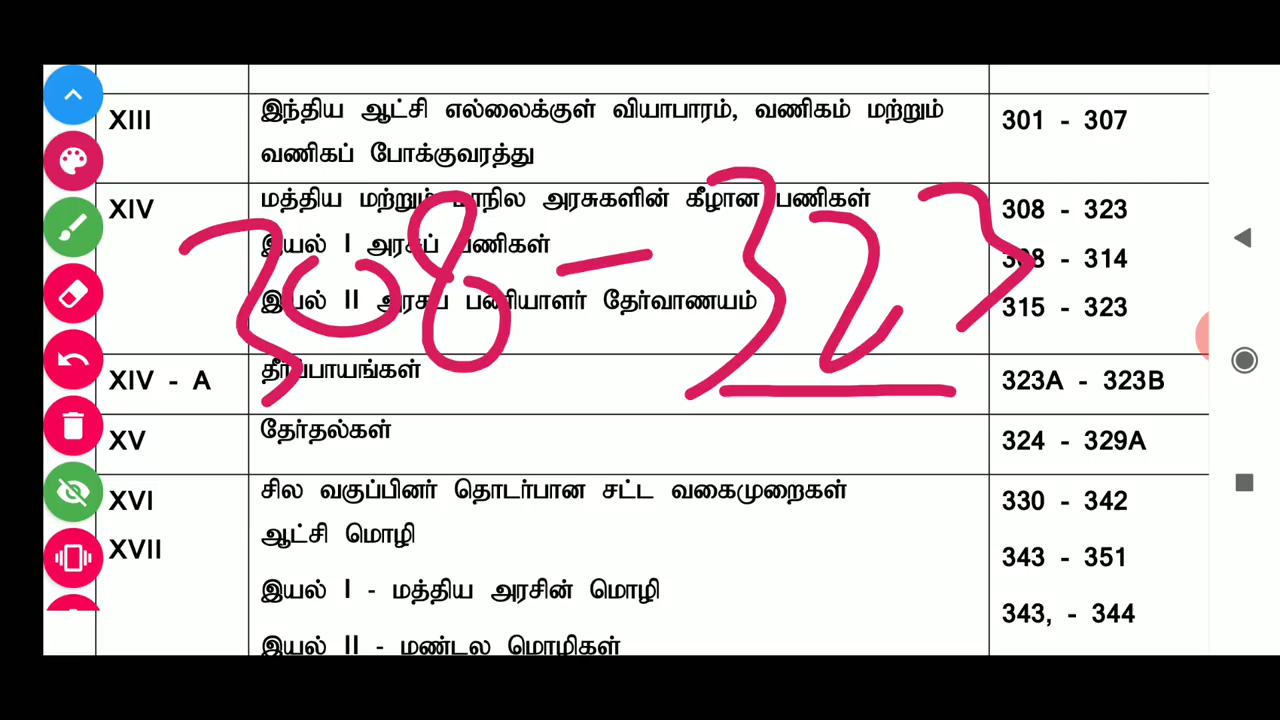 XIII இந்திய ஆட்சி எல்லைக்குள் வியாபாரம், வணிகம் மற்றும் 301 - 307
வணிகப் போக்குவரத்து
XIV மத்திய மற்றும் மாநில அரசுகளின் கீழான பணிகள் 308 - 323
இயல் I அரசுப் பணிகள் 308 - 314
இயல் II அரசுப் பணியாளர் தேர்வாணயம் 315 - 323
308 - 323
XIV - A தீர்ப்பாயங்கள் 323A - 323B
XV தேர்தல்கள் 324 - 329A
XVI சில வகுப்பினர் தொடர்பான சட்ட வகைமுறைகள் 330 - 342
XVII ஆட்சி மொழி 343 - 351
இயல் I - மத்திய அரசின் மொழி 343, - 344
இயல் II - மண்டல மொழிகள்